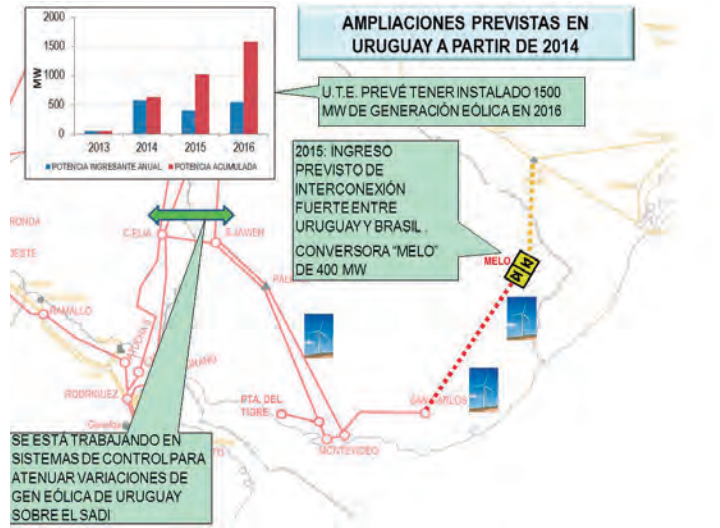 AMPLIACIONES PREVISTAS EN
URUGUAY A PARTIR DE 2014
2000
1500
1000
500
0
MW
2013 2014 2015 2016
POTENCIA INGRESANTE ANUAL POTENCIA ACUMULADA
U.T.E. PREVÉ TENER INSTALADO 1500
MW DE GENERACIÓN EÓLICA EN 2016
2015: INGRESO
PREVISTO DE
INTERCONEXIÓN
FUERTE ENTRE
URUGUAY Y BRASIL .
CONVERSORA "MELO"
DE 400 MW
MELO
RONDA
C.ELIA
S.JAVIER
OESTE
RAMALLO
RODRIGUEZ
PTA. DEL
TIGRE
SAN CARLOS
MONTEVIDEO
SE ESTÁ TRABAJANDO EN
SISTEMAS DE CONTROL PARA
ATENUAR VARIACIONES DE
GEN EÓLICA DE URUGUAY
SOBRE EL SADI